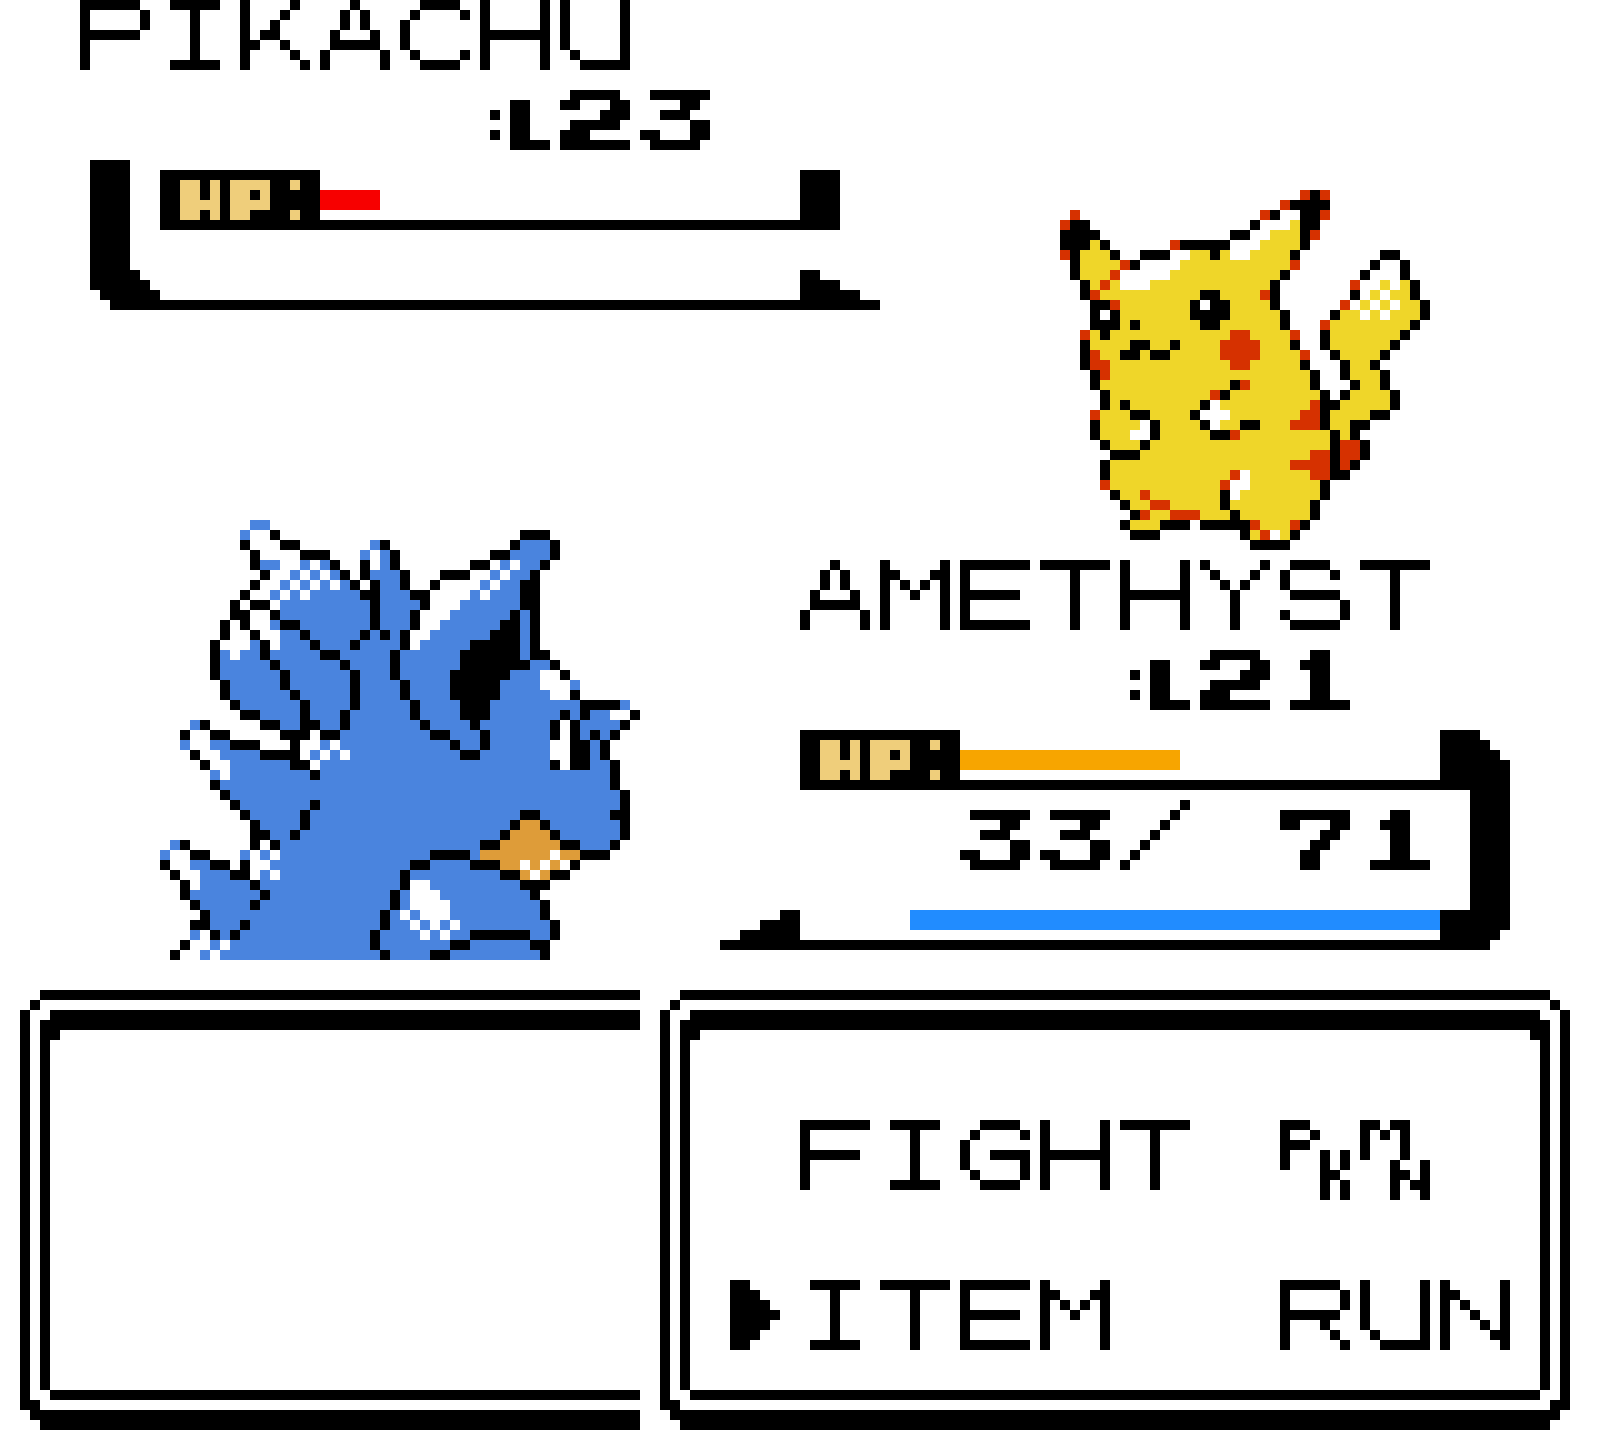 PIKACHU
:L23
HP:
AMETHYST
:L21
HP:
33/ 71
FIGHT PKMN
ITEM RUN